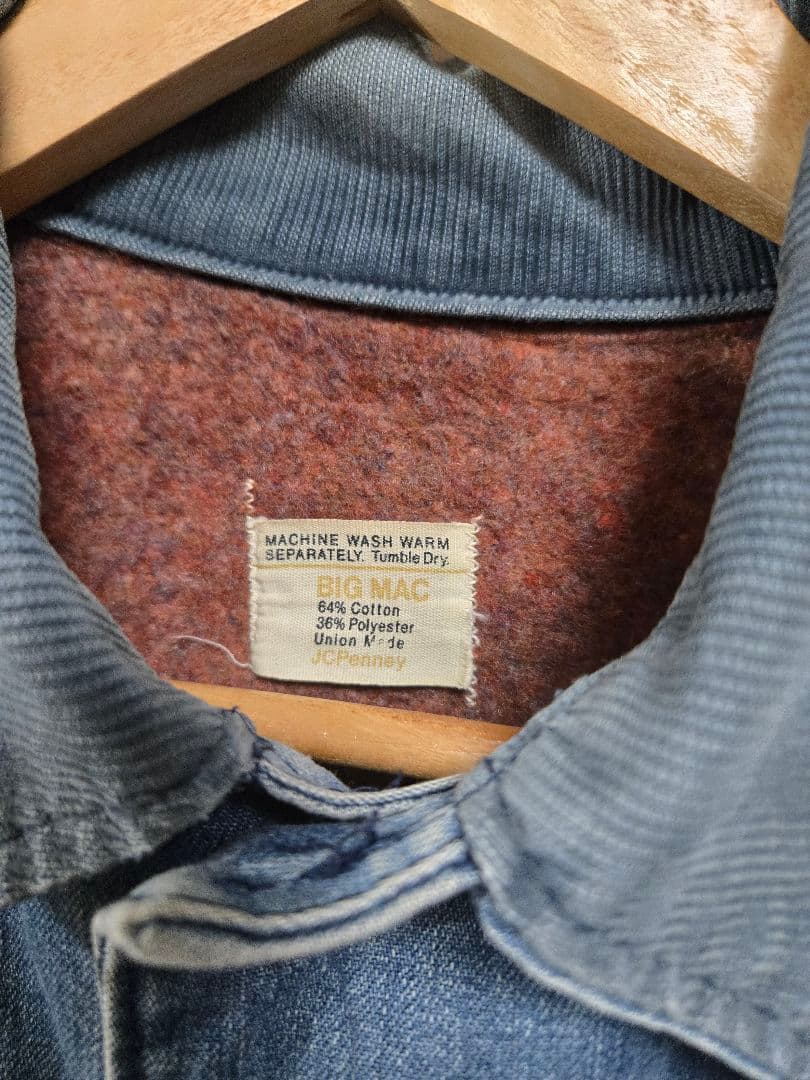 MACHINE WASH WARM
SEPARATELY. Tumble Dry.
BIG MAC
64% Cotton
36% Polyester
Union Made
JCPenney